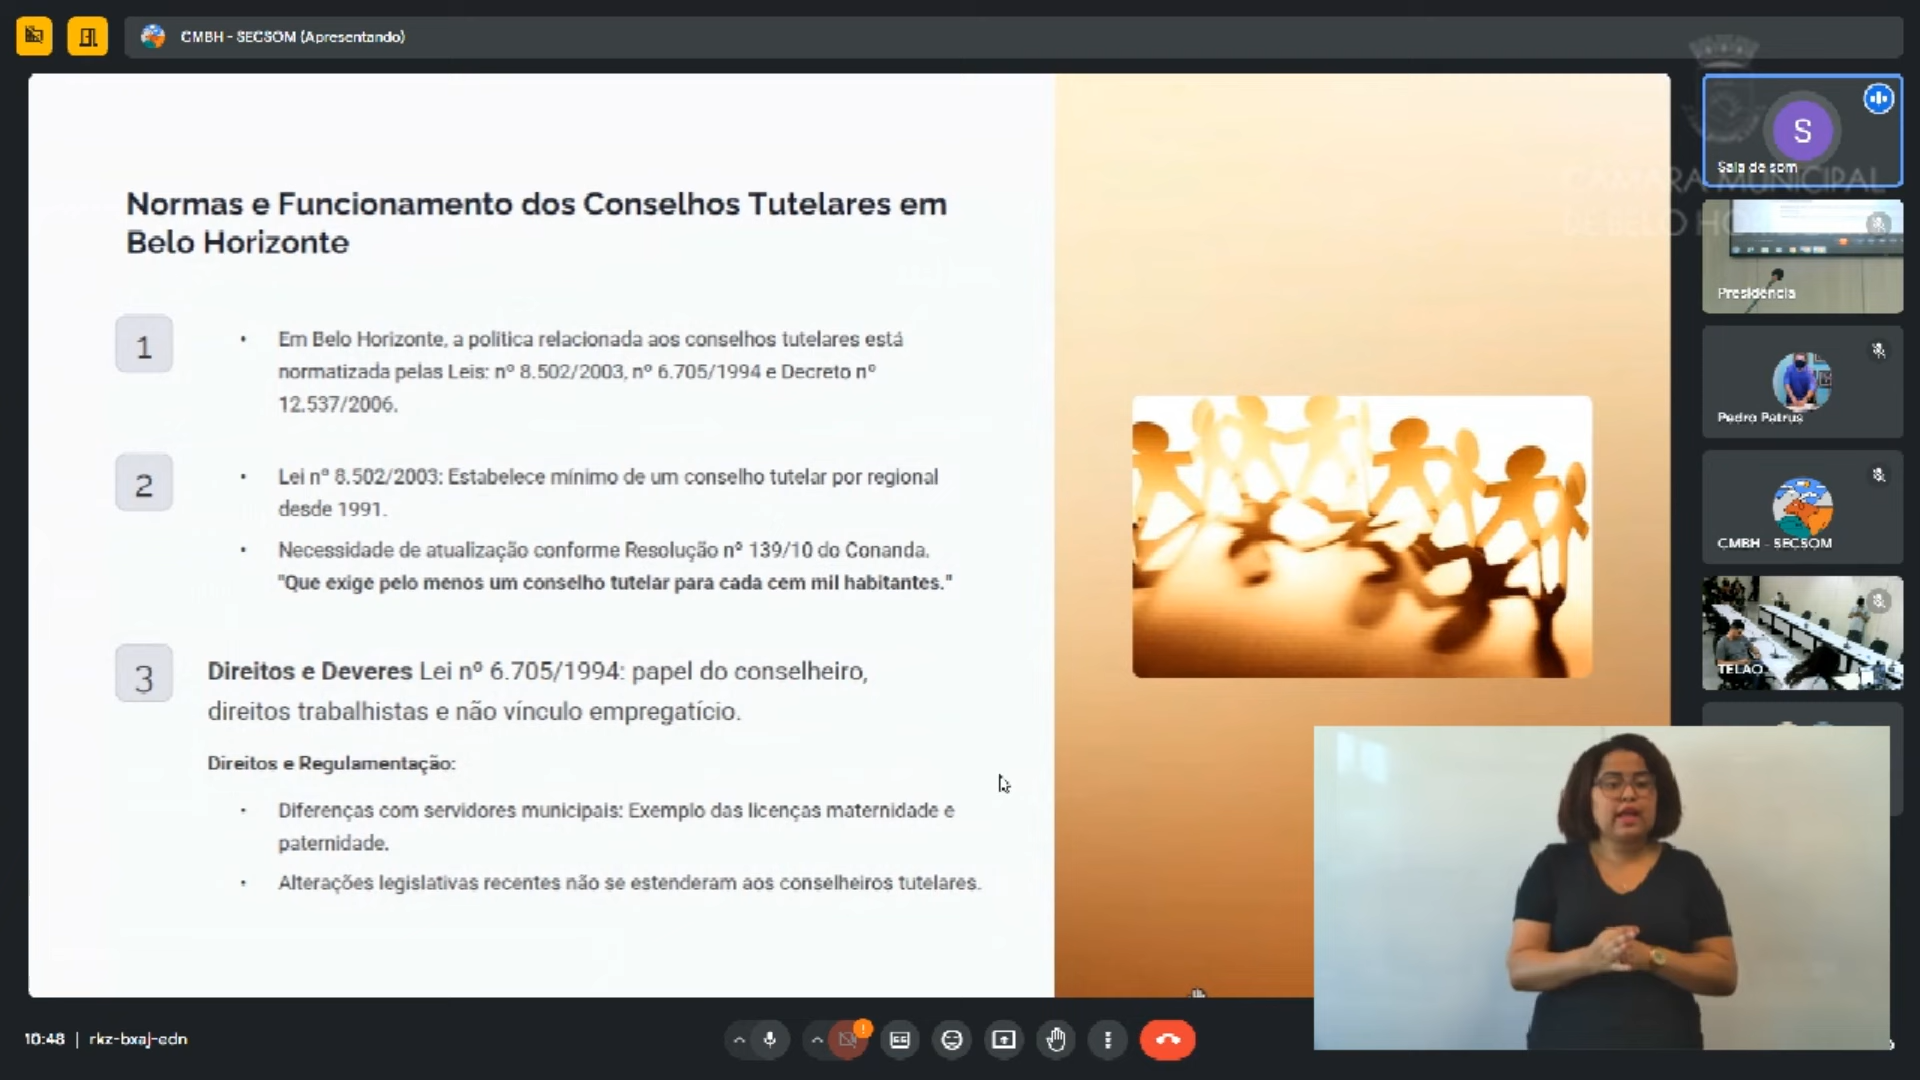 CMBH - SECSOM (Apresentando)
Normas e Funcionamento dos Conselhos Tutelares em
Belo Horizonte
1
• Em Belo Horizonte, a política relacionada aos conselhos tutelares está
normatizada pelas Leis: nº 8.502/2003, nº 6.705/1994 e Decreto nº
12.537/2006.
2
• Lei nº 8.502/2003: Estabelece mínimo de um conselho tutelar por regional
desde 1991.
• Necessidade de atualização conforme Resolução nº 139/10 do Conanda.
"Que exige pelo menos um conselho tutelar para cada cem mil habitantes."
3
Direitos e Deveres Lei nº 6.705/1994: papel do conselheiro,
direitos trabalhistas e não vínculo empregatício.
Direitos e Regulamentação:
• Diferenças com servidores municipais: Exemplo das licenças maternidade e
paternidade.
• Alterações legislativas recentes não se estenderam aos conselheiros tutelares.
S
Sala de som
CÂMARA MUNICIPAL
DE BELO HORIZONTE
Presidência
Pedro Patrus
CMBH - SECSOM
TELAO
10:48 | rkz-bxaj-edn